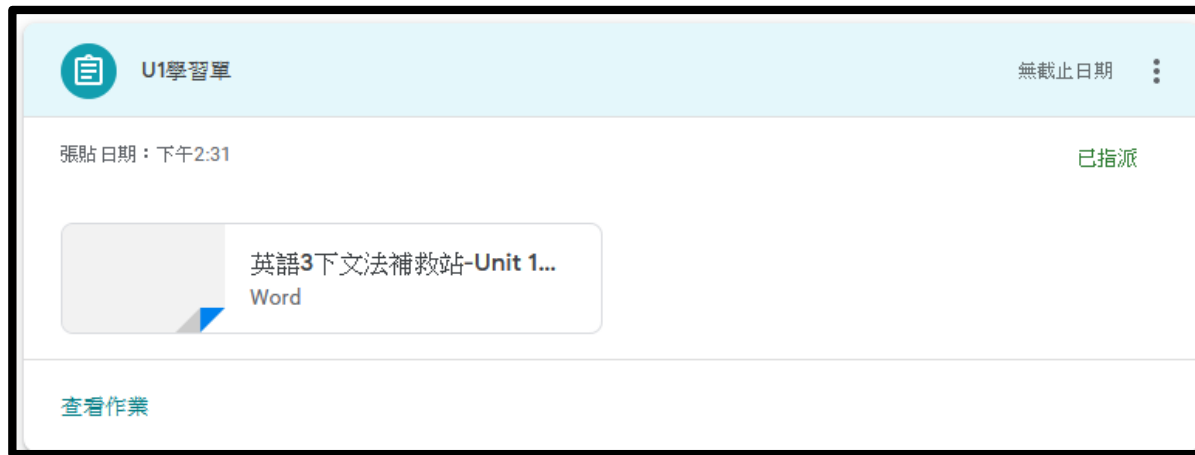 U1學習單
無截止日期
張貼日期：下午2:31
已指派
英語3下文法補救站-Unit 1...
Word
查看作業